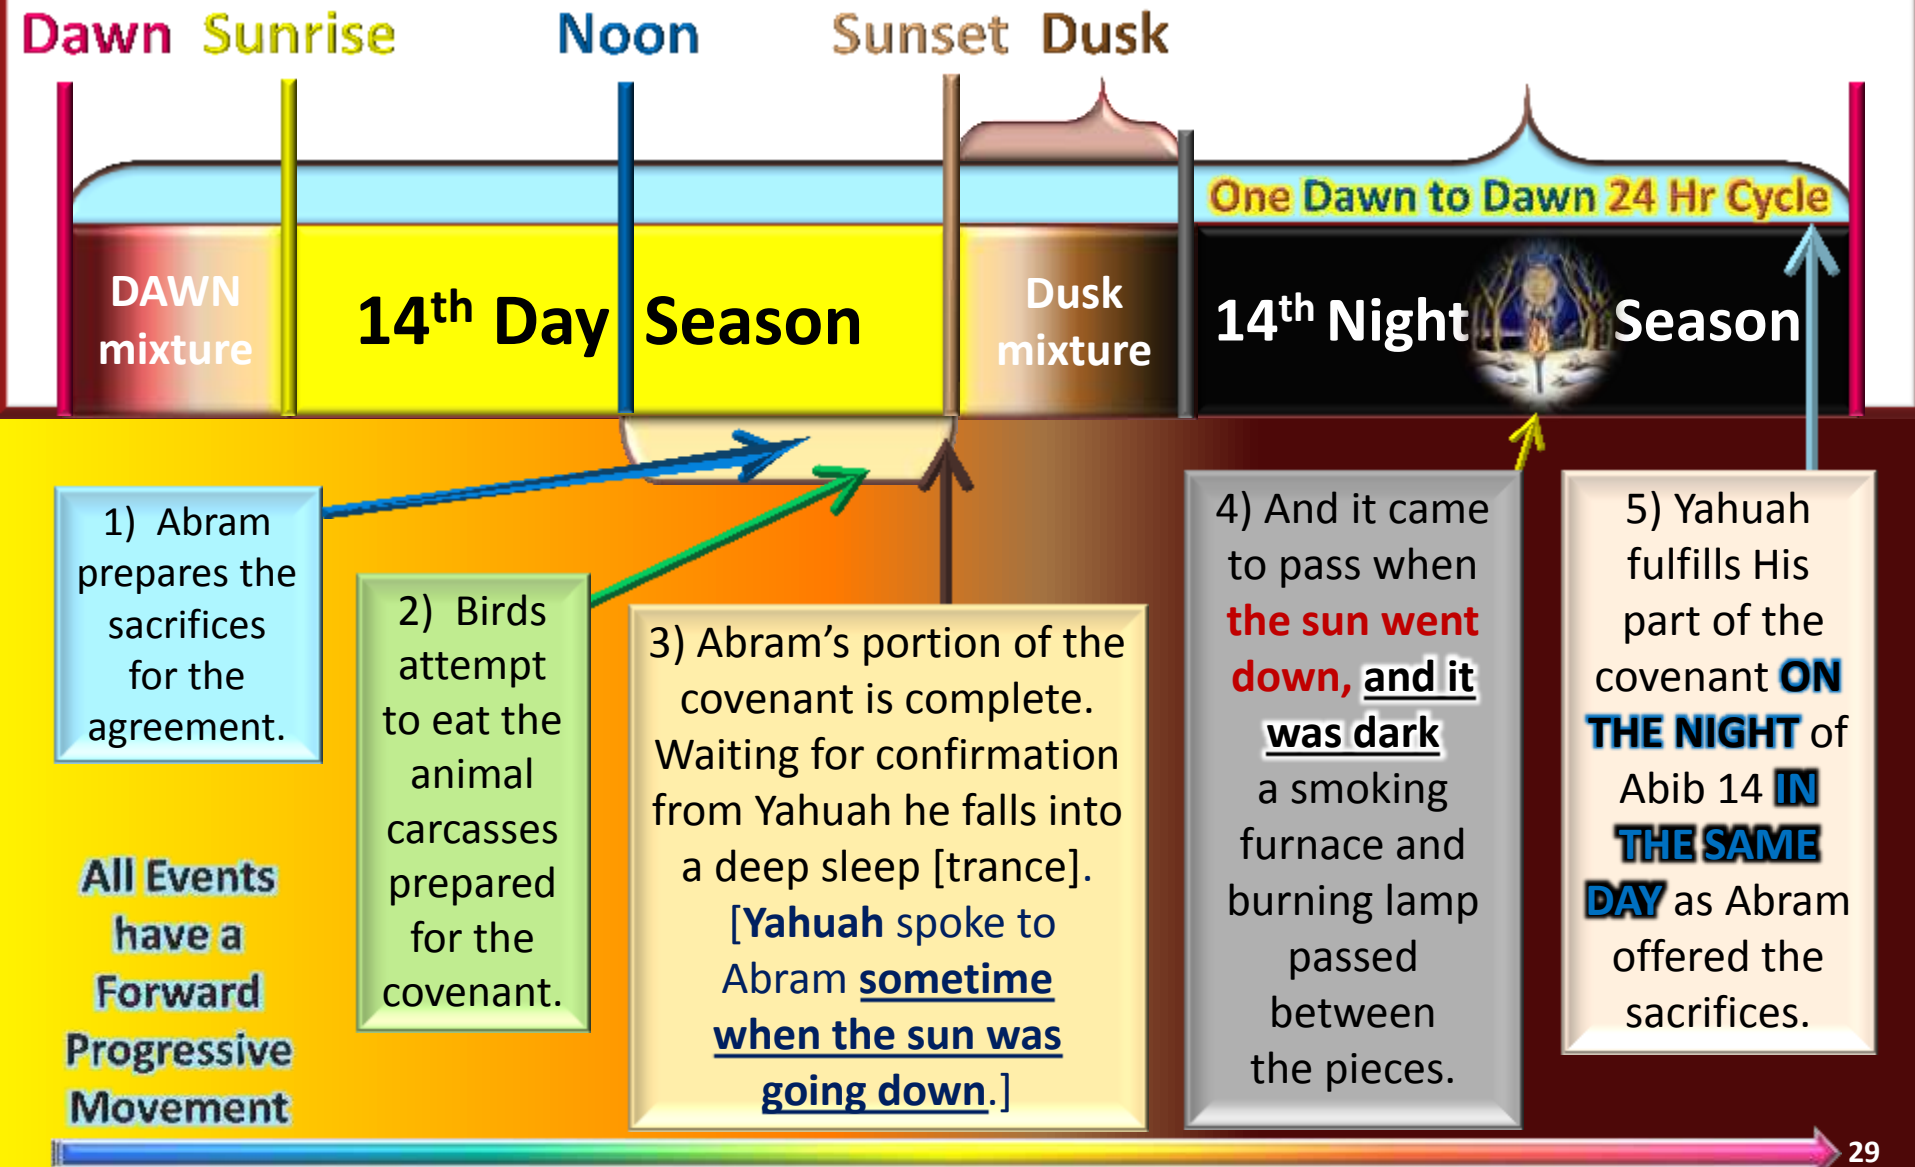 Dawn Sunrise Noon Sunset Dusk
One Dawn to Dawn 24 Hr Cycle
DAWN
mixture
14th Day Season
Dusk
mixture
14th Night Season
1) Abram
prepares the
sacrifices
for the
agreement.
2) Birds
attempt
to eat the
animal
carcasses
prepared
for the
covenant.
3) Abram’s portion of the
covenant is complete.
Waiting for confirmation
from Yahuah he falls into
a deep sleep [trance].
[Yahuah spoke to
Abram sometime
when the sun was
going down.]
4) And it came
to pass when
the sun went
down, and it
was dark
a smoking
furnace and
burning lamp
passed
between
the pieces.
5) Yahuah
fulfills His
part of the
covenant ON
THE NIGHT of
Abib 14 IN
THE SAME
DAY as Abram
offered the
sacrifices.
All Events
have a
Forward
Progressive
Movement
29